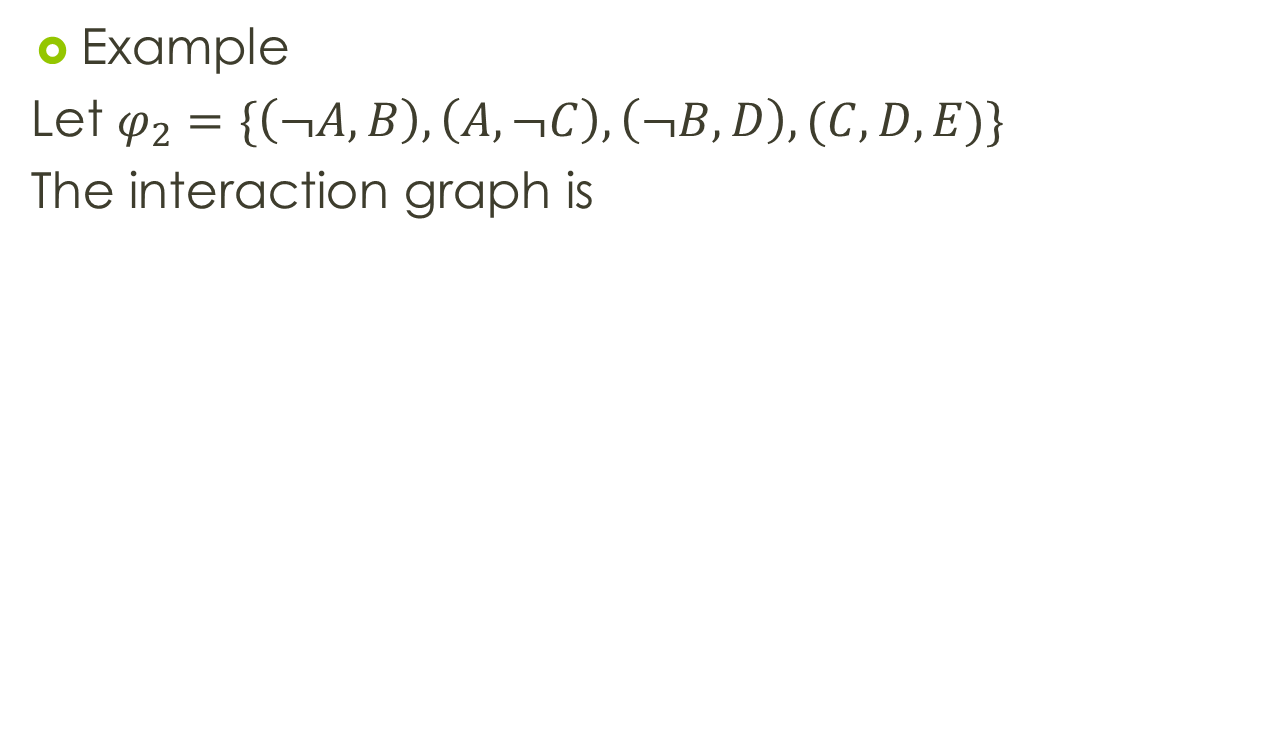 Example
Let φ₂ = {(¬A, B), (A, ¬C), (¬B, D), (C, D, E)}
The interaction graph is